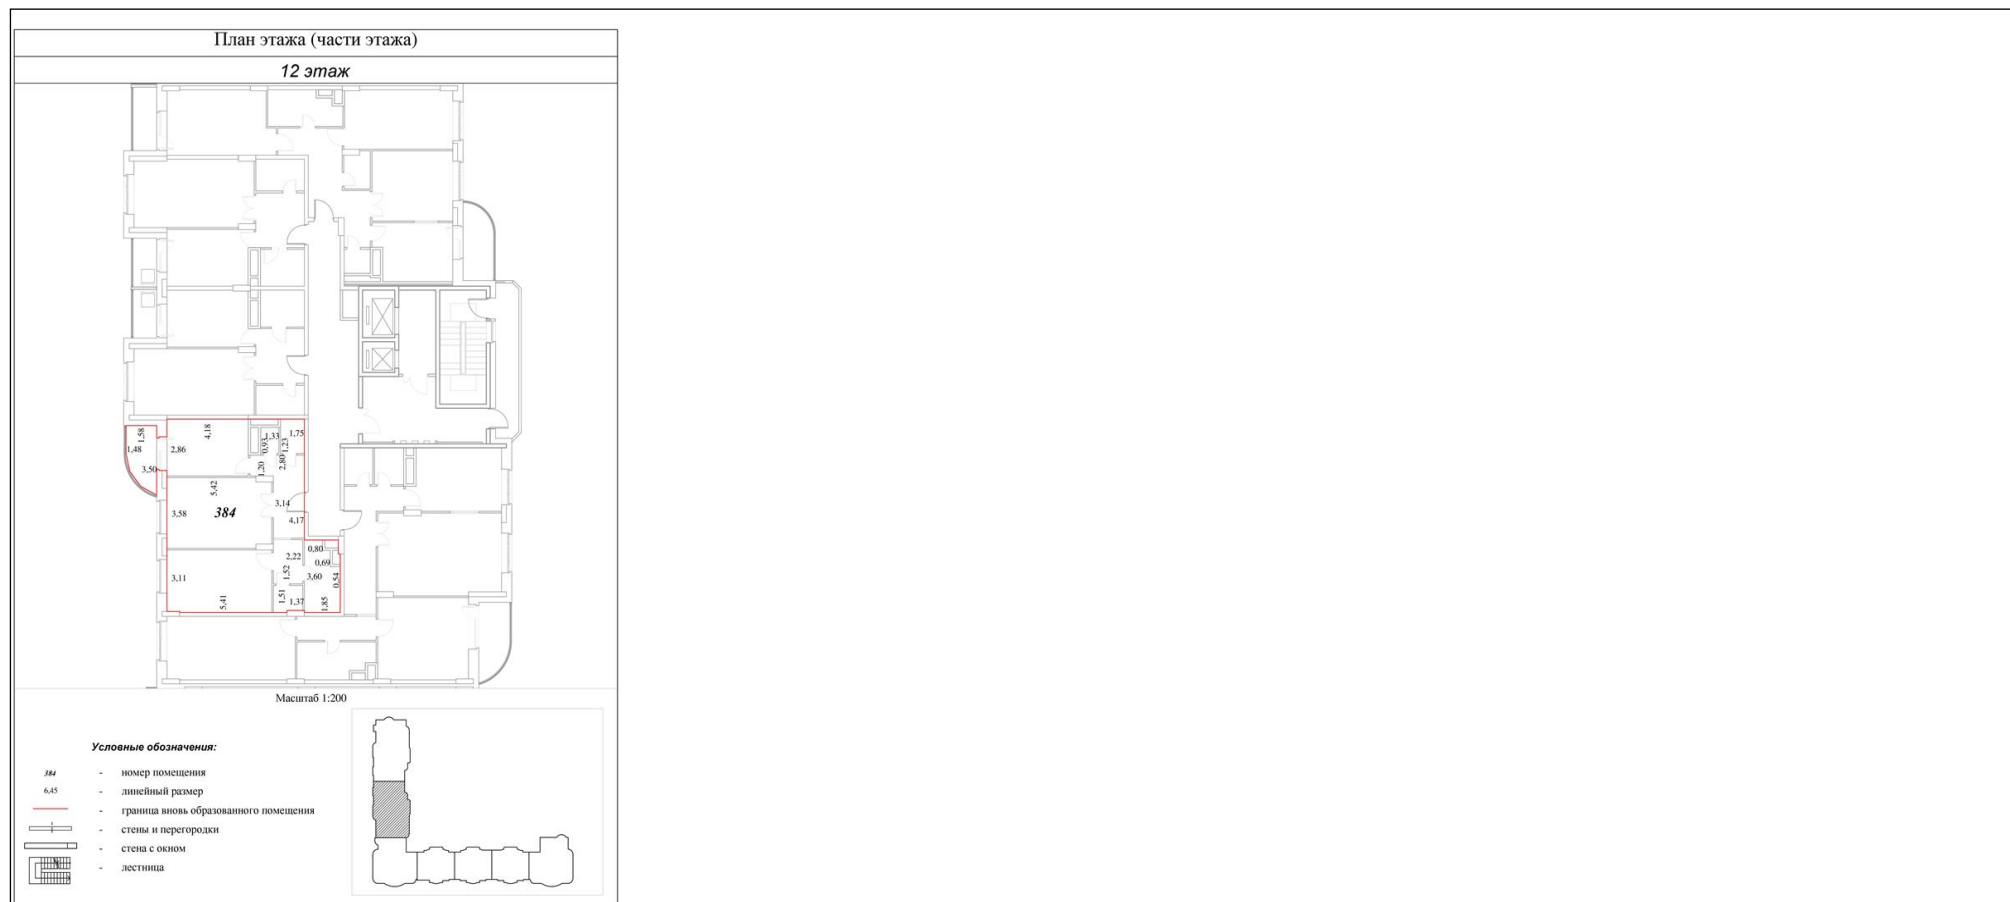 План этажа (части этажа)
12 этаж
4,18
1,58
1,48
3,50
2,86
0,93
1,33
1,75
1,23
1,20
2,80
5,42
3,58
384
3,14
4,17
3,11
5,41
2,22
1,52
1,51
1,37
0,80
0,69
3,60
0,54
1,85
Масштаб 1:200
Условные обозначения:
384 - номер помещения
6,45 - линейный размер
- граница вновь образованного помещения
- стены и перегородки
- стена с окном
- лестница